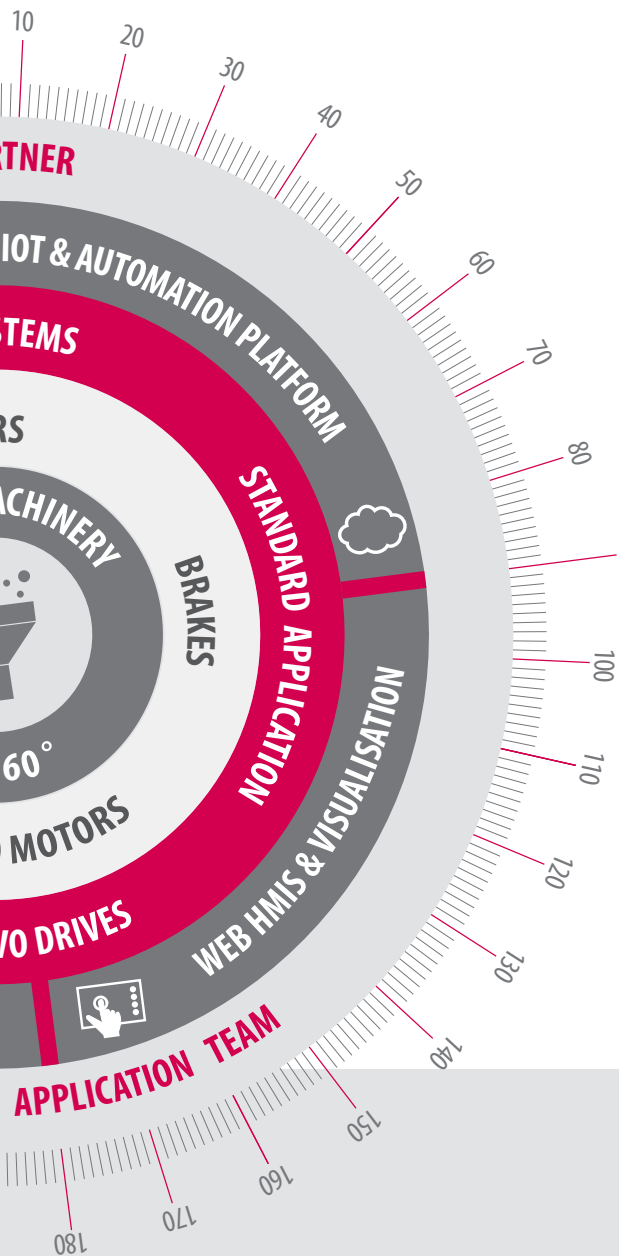 10
20
30
40
50
60
70
80
100
110
120
130
140
150
160
170
180
RTNER
IOT & AUTOMATION PLATFORM
STEMS
STANDARD APPLICATION
RS
BRAKES
ACHINERY
60°
MOTORS
VO DRIVES
WEB HMIS & VISUALISATION
APPLICATION TEAM